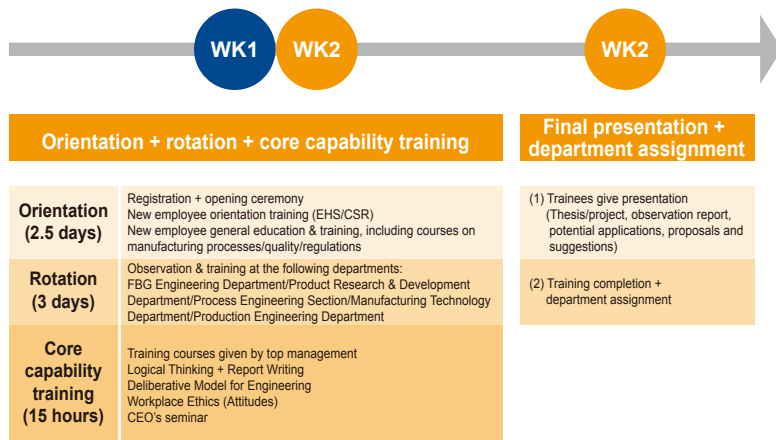 WK1
WK2
WK2
Orientation + rotation + core capability training
Final presentation +
department assignment
Orientation
(2.5 days)
Registration + opening ceremony
New employee orientation training (EHS/CSR)
New employee general education & training, including courses on
manufacturing processes/quality/regulations
Rotation
(3 days)
Observation & training at the following departments:
FBG Engineering Department/Product Research & Development
Department/Process Engineering Section/Manufacturing Technology
Department/Production Engineering Department
Core
capability
training
(15 hours)
Training courses given by top management
Logical Thinking + Report Writing
Deliberative Model for Engineering
Workplace Ethics (Attitudes)
CEO's seminar
(1) Trainees give presentation
(Thesis/project, observation report,
potential applications, proposals and
suggestions)
(2) Training completion +
department assignment